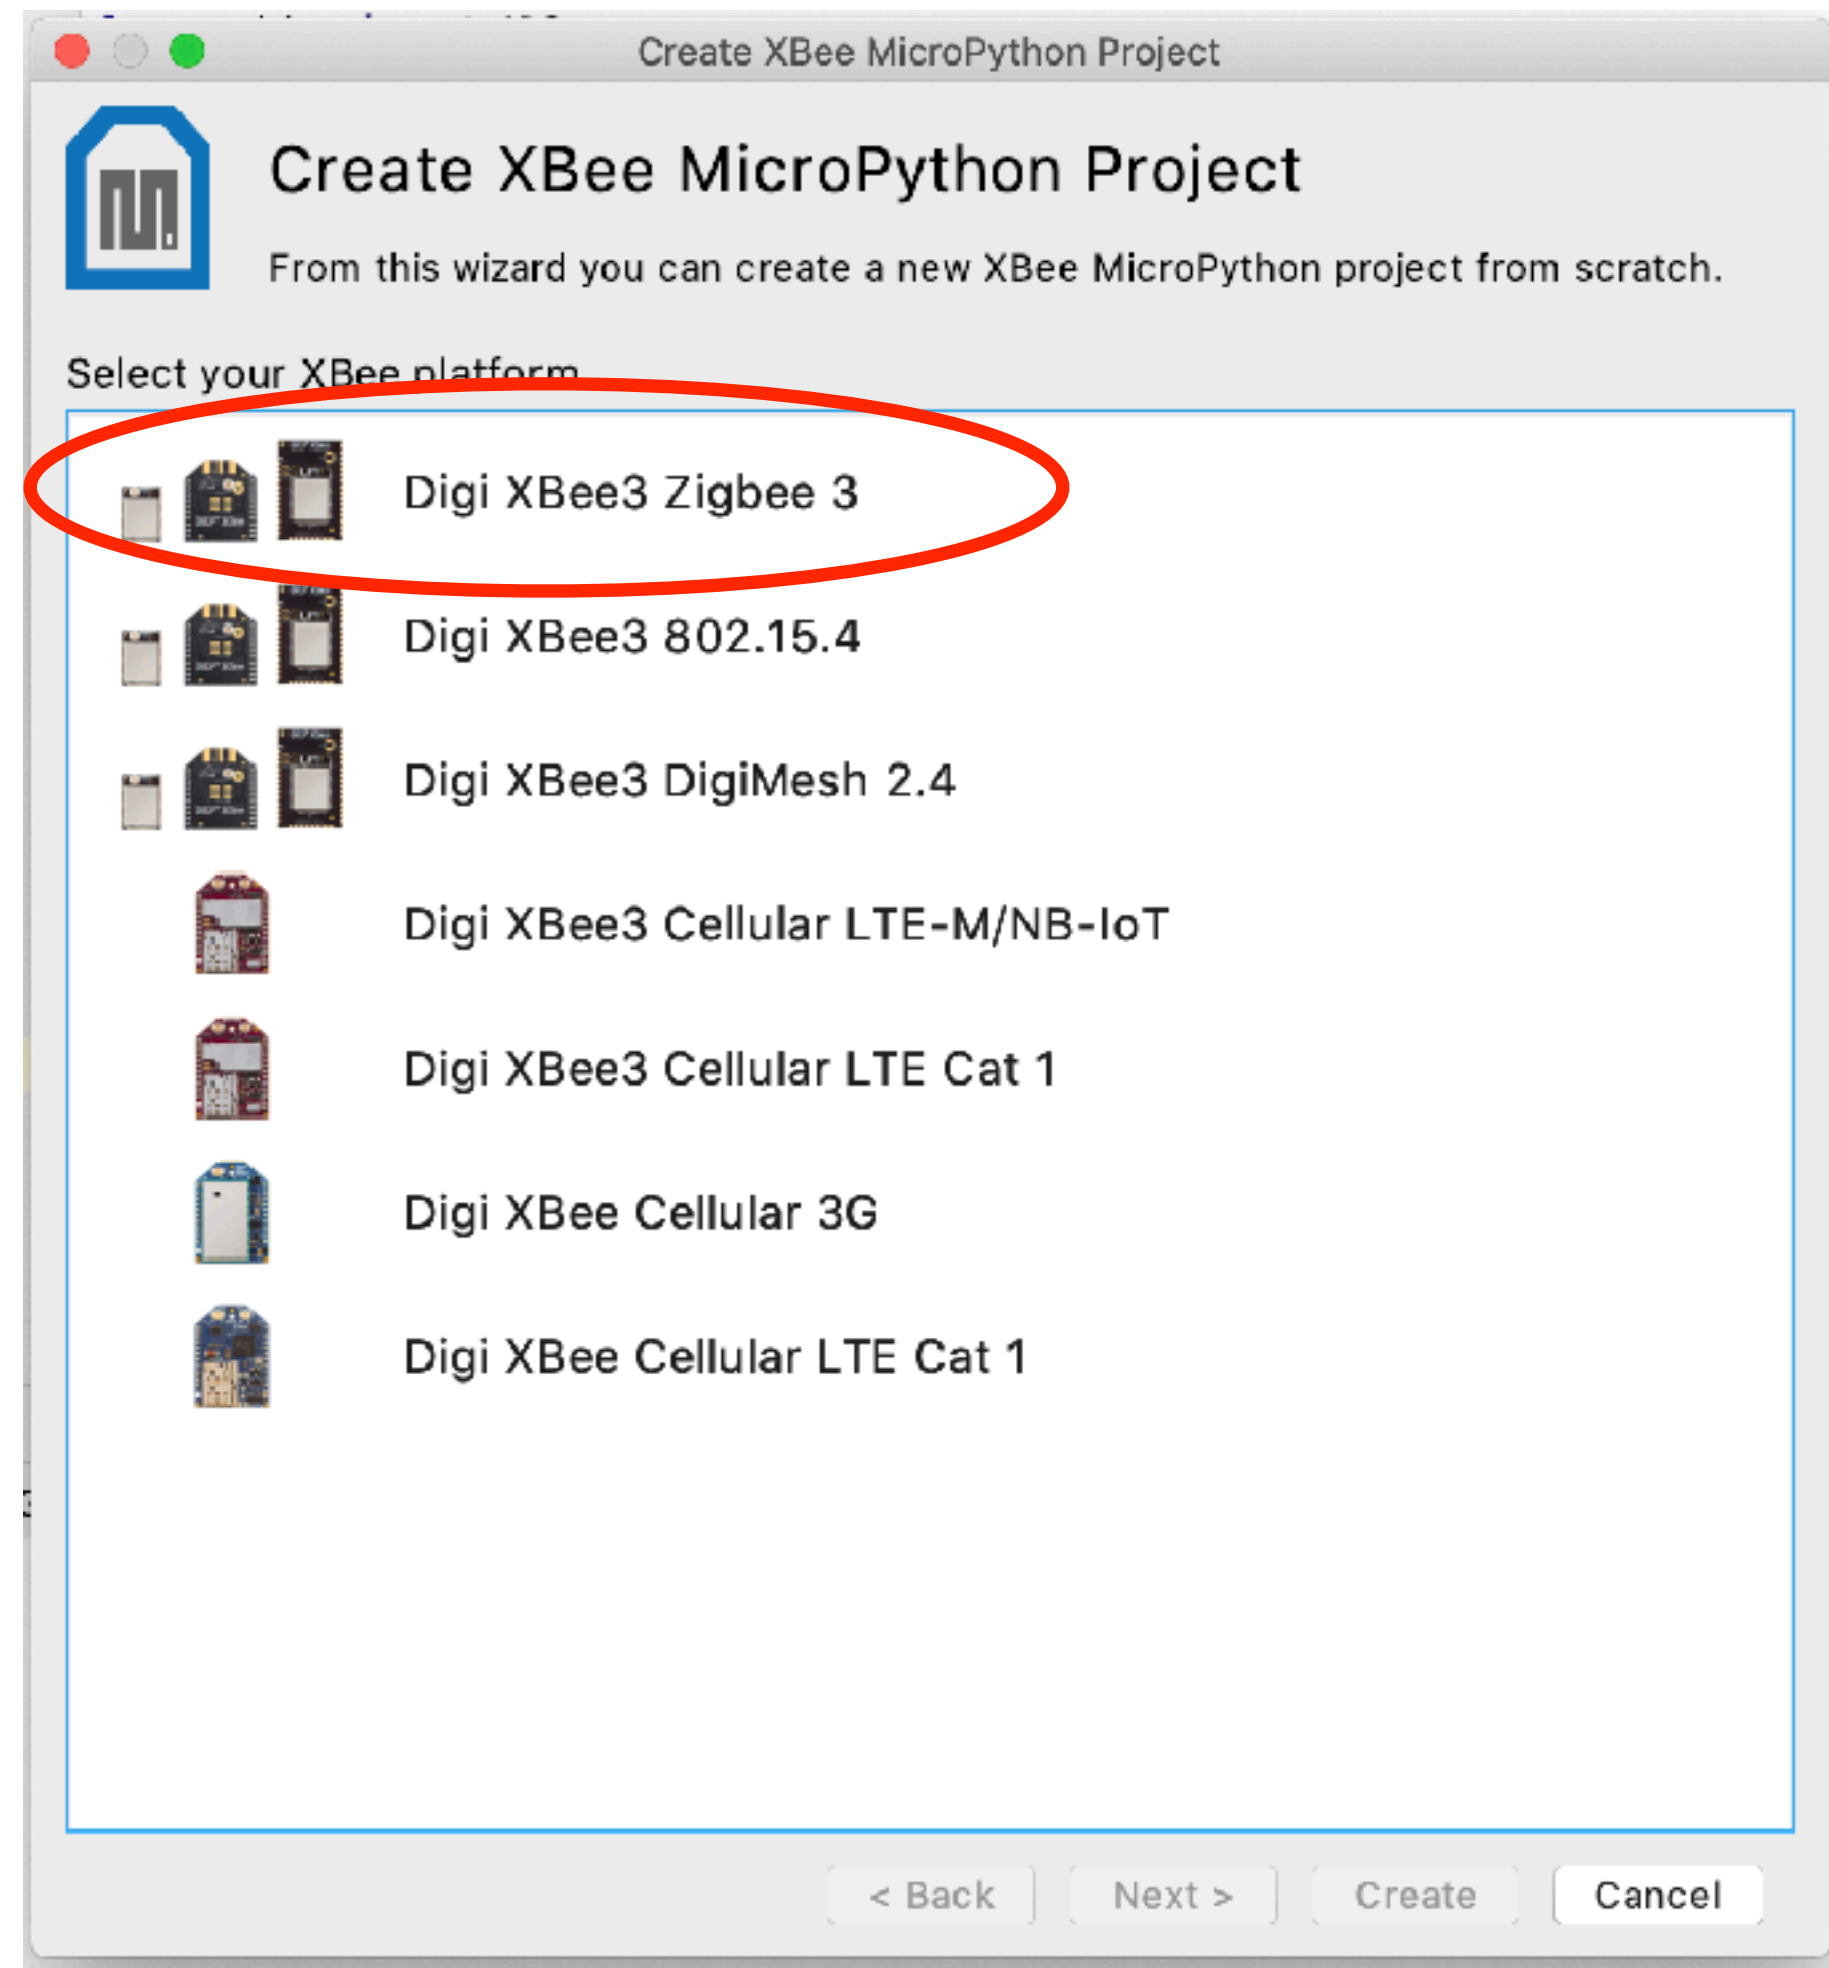 Create XBee MicroPython Project
Create XBee MicroPython Project
From this wizard you can create a new XBee MicroPython project from scratch.
Select your XBee platform
Digi XBee3 Zigbee 3
Digi XBee3 802.15.4
Digi XBee3 DigiMesh 2.4
Digi XBee3 Cellular LTE-M/NB-IoT
Digi XBee3 Cellular LTE Cat 1
Digi XBee Cellular 3G
Digi XBee Cellular LTE Cat 1
< Back Next > Create Cancel